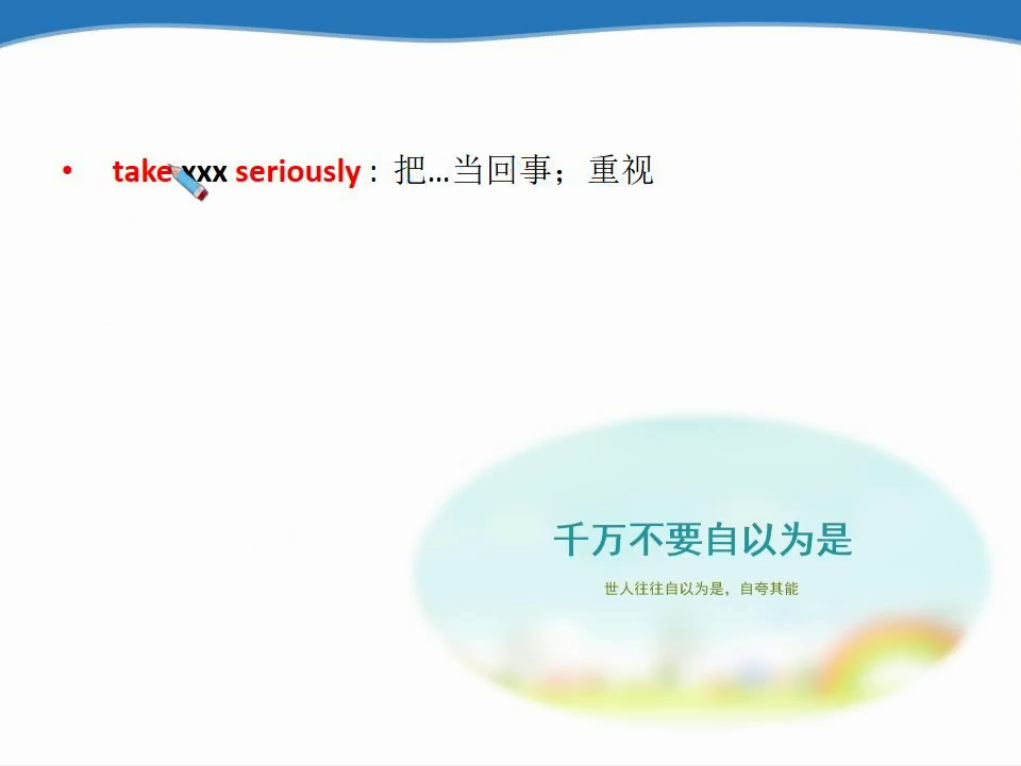 • take xxx seriously : 把...当回事；重视
千万不要自以为是
世人往往自以为是，自夸其能